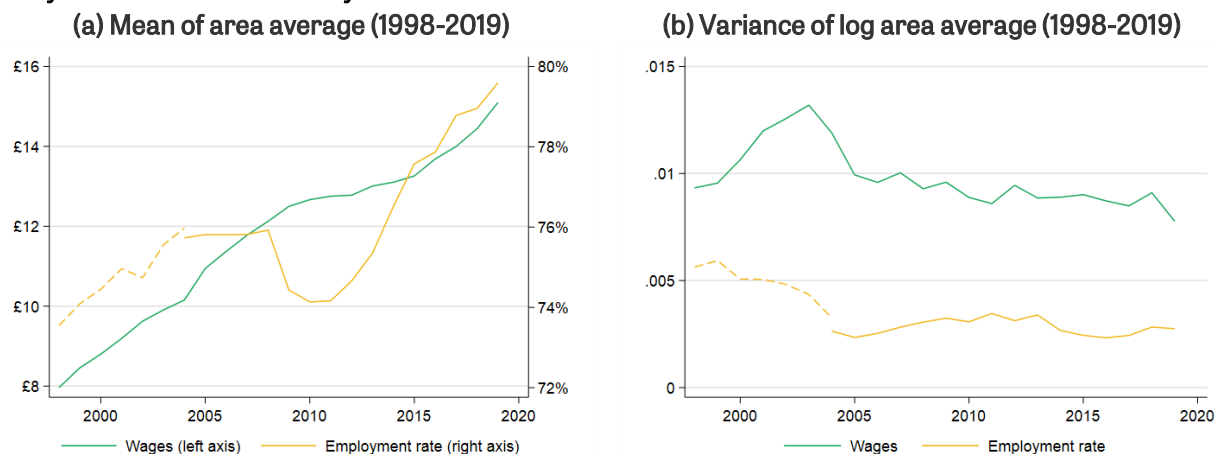 (a) Mean of area average (1998-2019)
(b) Variance of log area average (1998-2019)
£16
£14
£12
£10
£8
80%
78%
76%
74%
72%
2000 2005 2010 2015 2020
Wages (left axis) Employment rate (right axis)
.015
.01
.005
0
2000 2005 2010 2015 2020
Wages Employment rate